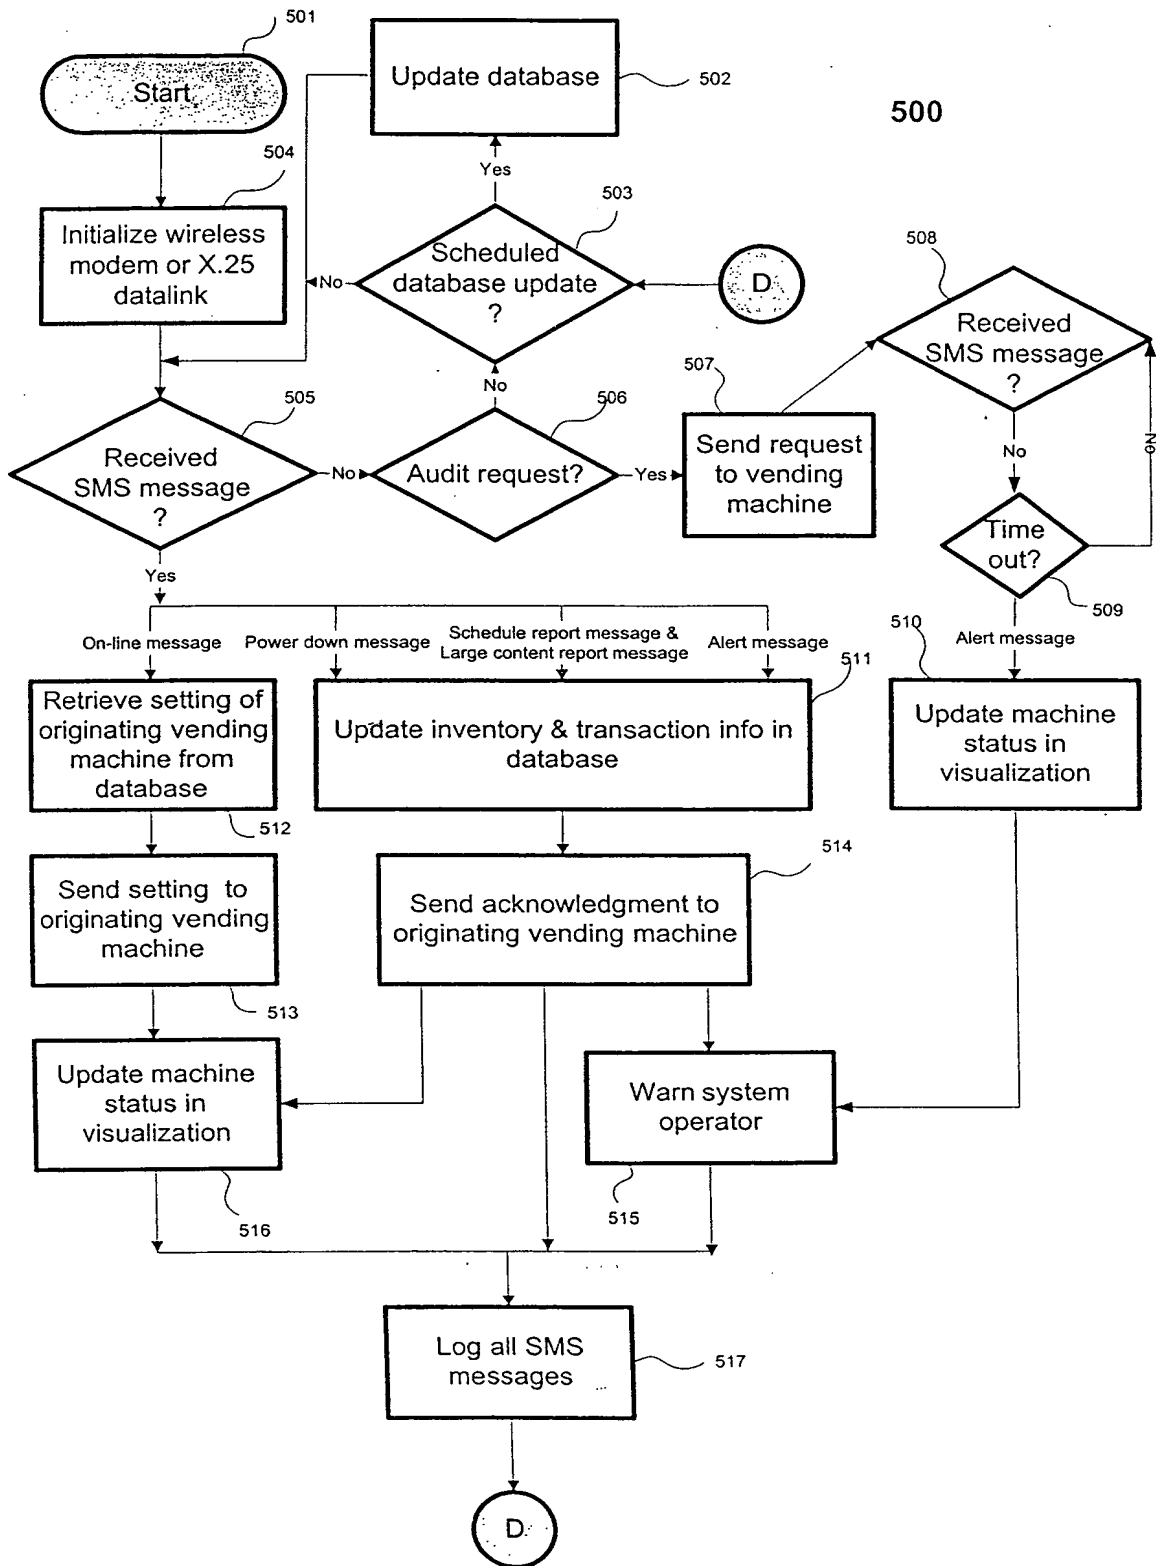 501
Start
Update database
502
500
Yes
504
503
Initialize wireless
modem or X.25
datalink
No
Scheduled
database update
?
D
508
Received
SMS message
?
No
507
505
506
Received
SMS message
?
No
Audit request?
Yes
Send request
to vending
machine
No
No
Time
out?
509
Yes
On-line message
Power down message
Schedule report message &
Large content report message
Alert message
510
Alert message
511
Retrieve setting of
originating vending
machine from
database
Update inventory & transaction info in
database
Update machine
status in
visualization
512
514
Send setting to
originating vending
machine
Send acknowledgment to
originating vending machine
513
Update machine
status in
visualization
Warn system
operator
516
515
Log all SMS
messages
517
D